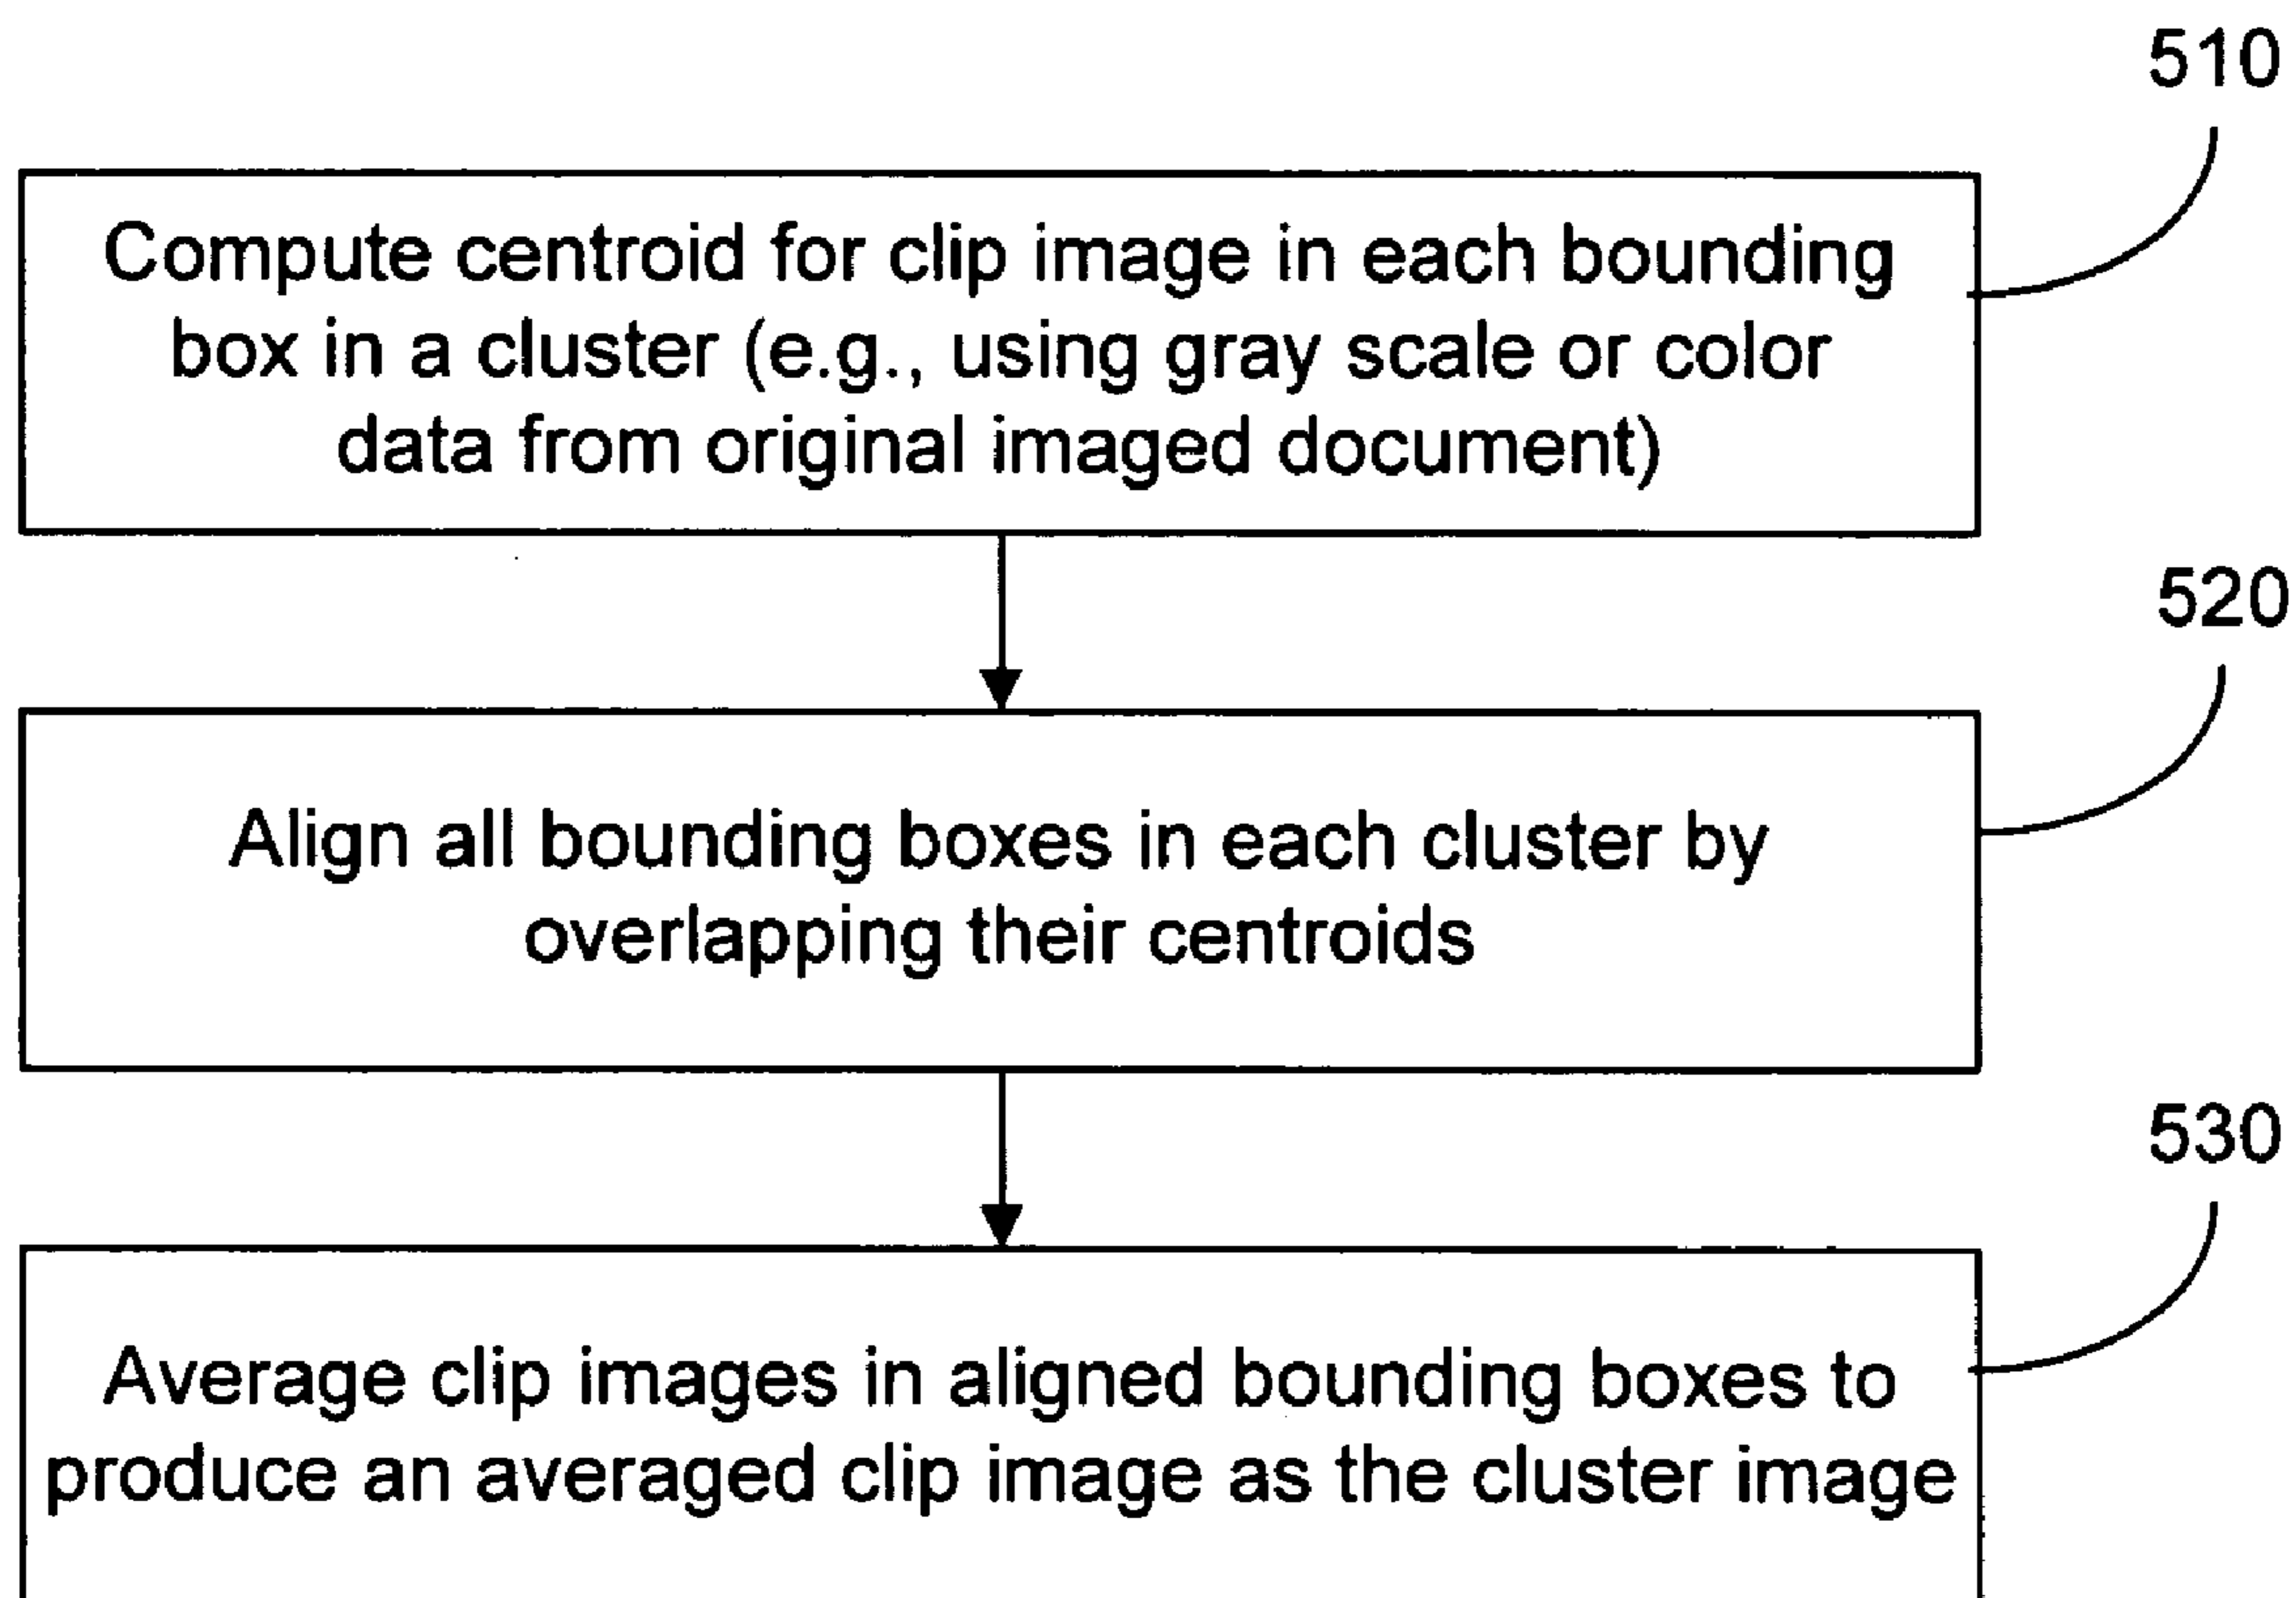 510
Compute centroid for clip image in each bounding
box in a cluster (e.g., using gray scale or color
data from original imaged document)
520
Align all bounding boxes in each cluster by
overlapping their centroids
530
Average clip images in aligned bounding boxes to
produce an averaged clip image as the cluster image